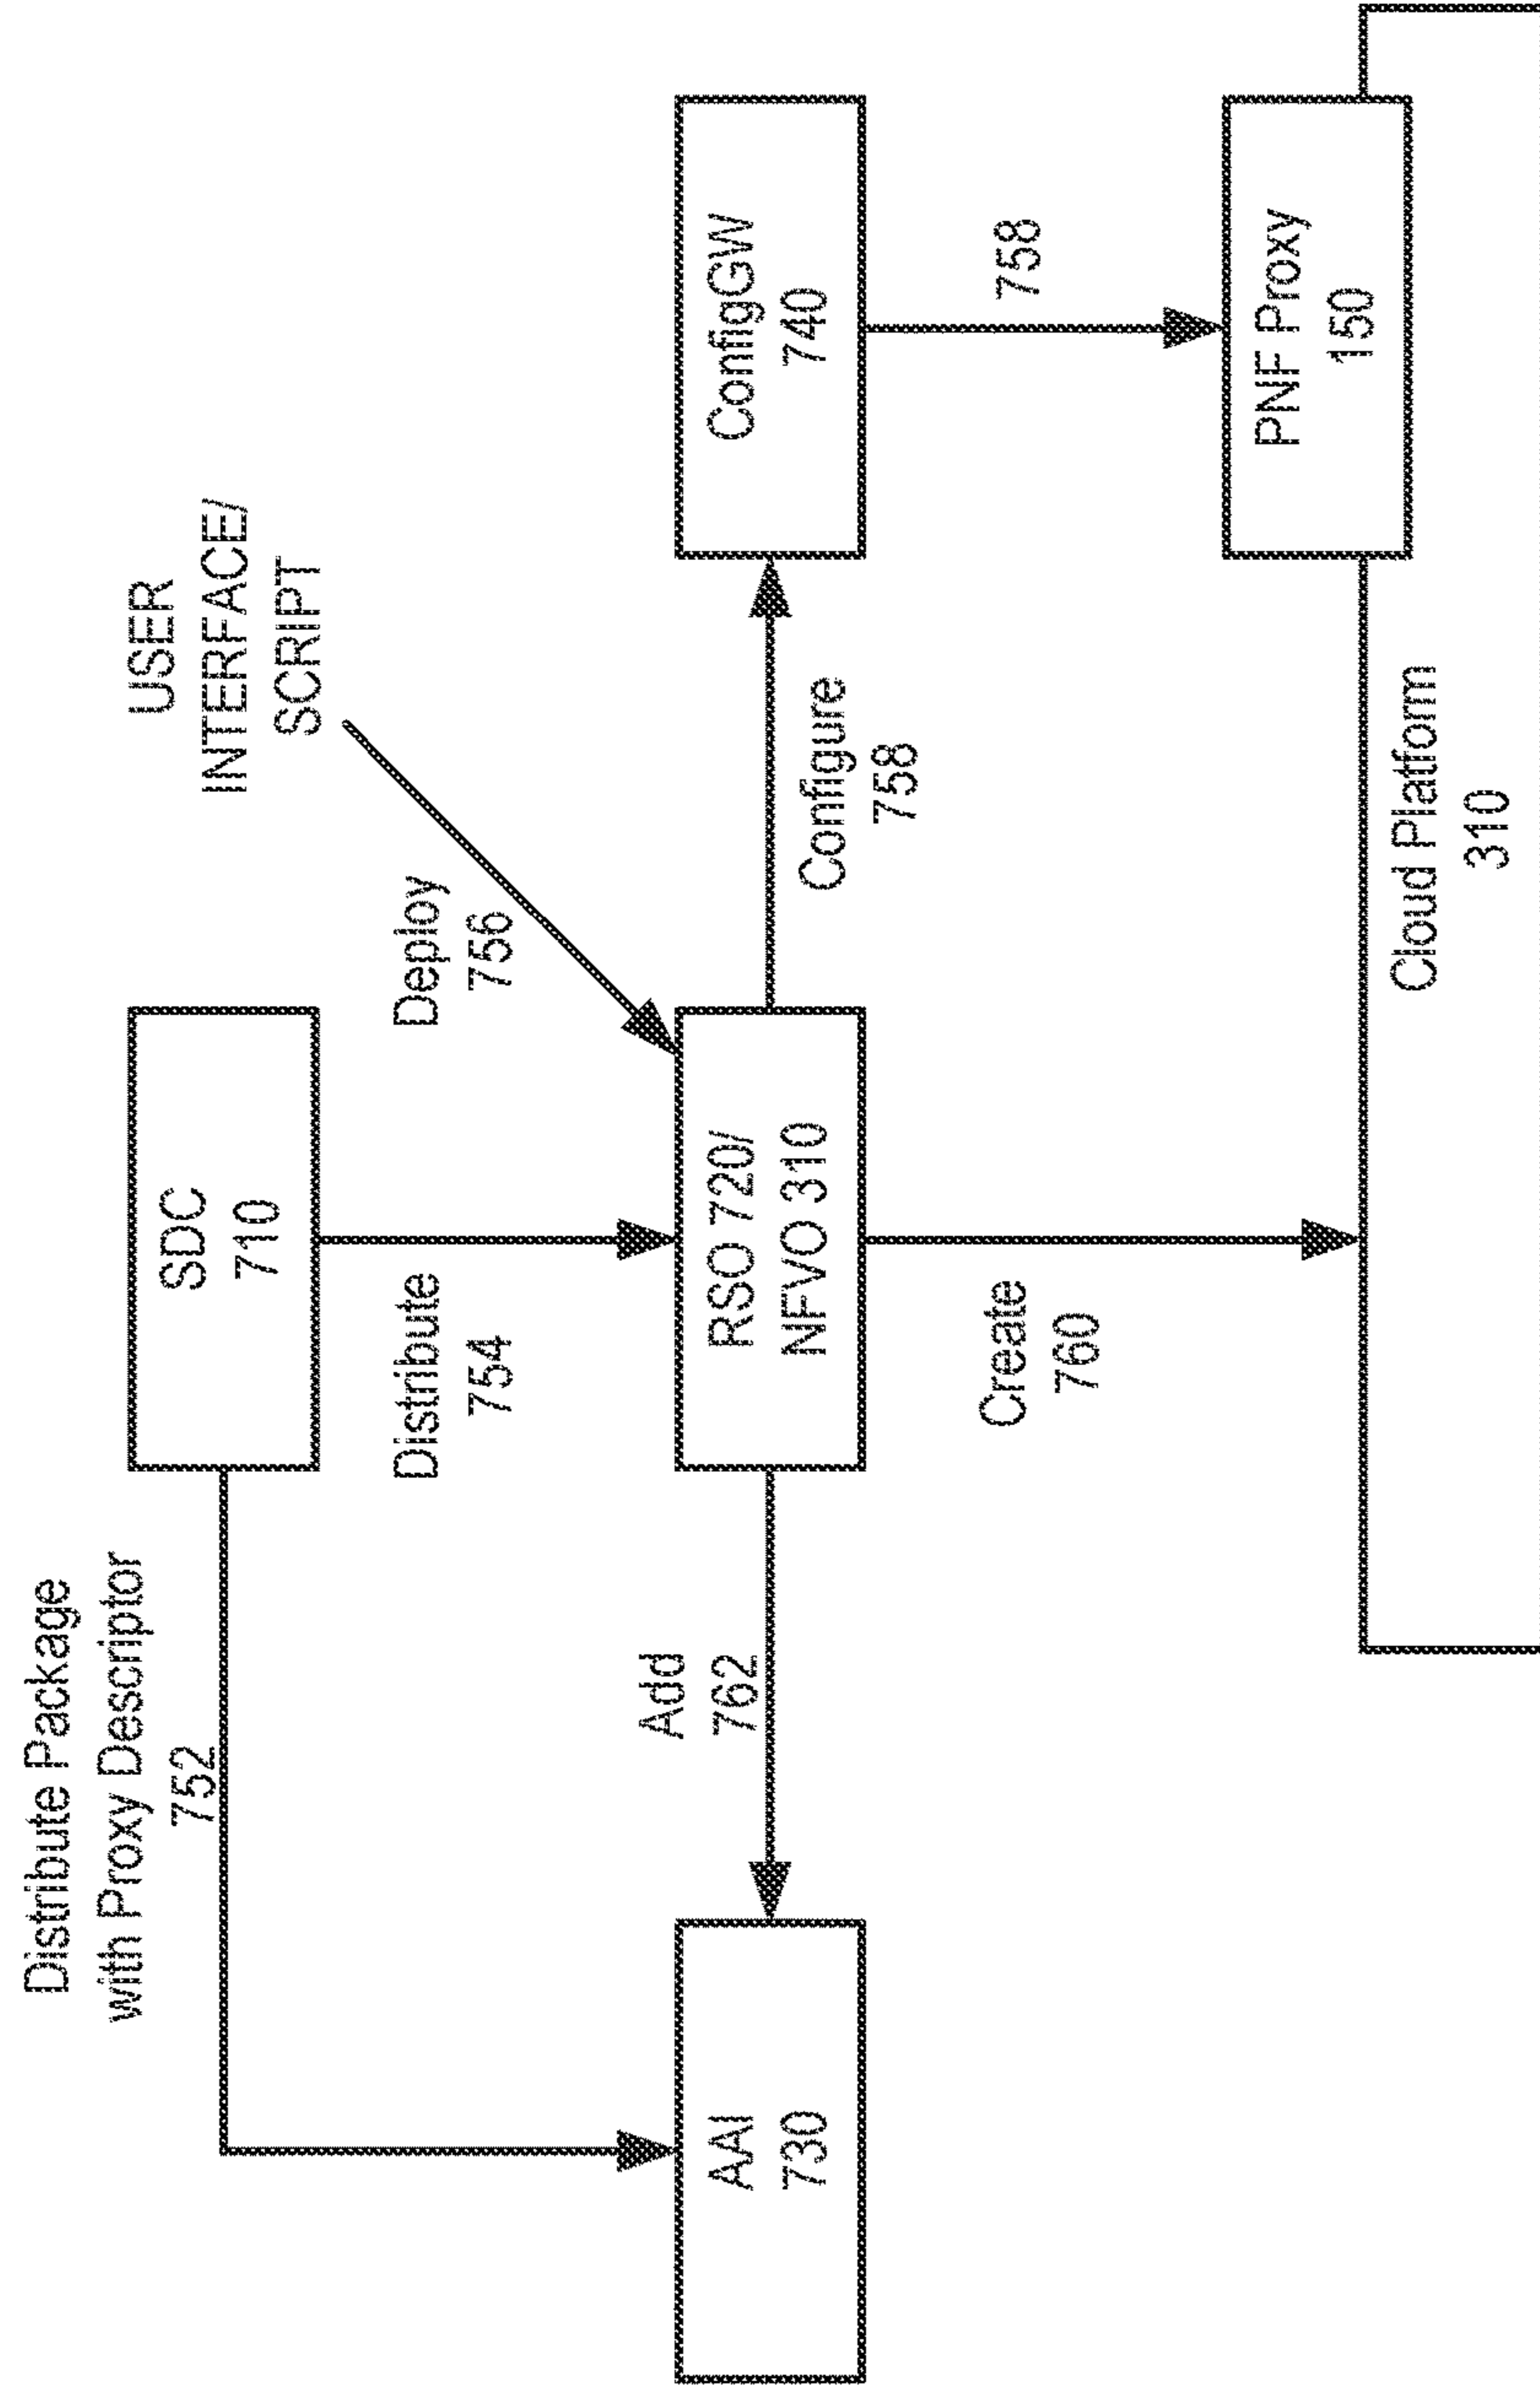 Distribute Package
with Proxy Descriptor
752
SDC
710
USER
INTERFACE/
SCRIPT
Distribute
754
Deploy
756
AAI
730
Add
762
RSO 720/
NFVO 310
Configure
758
ConfigGW
740
Create
760
758
PNF Proxy
150
Cloud Platform
310